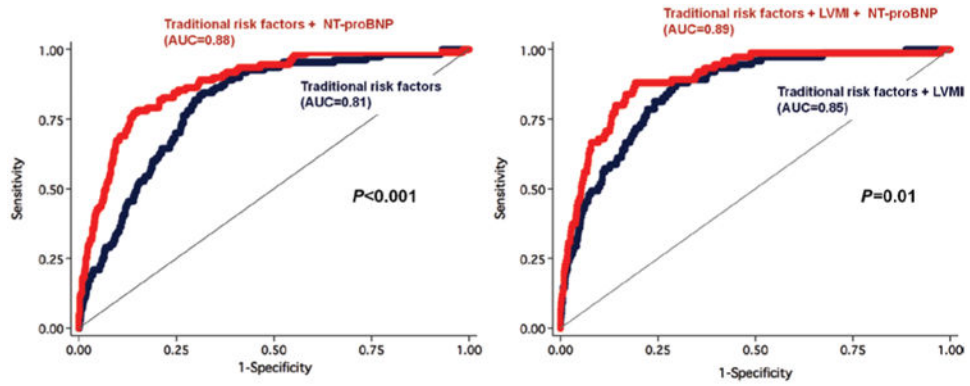 Traditional risk factors + NT-proBNP
(AUC=0.88)
1.00
0.75
0.50
0.25
0.00
Sensitivity
Traditional risk factors
(AUC=0.81)
P<0.001
0.00 0.25 0.50 0.75 1.00
1-Specificity
Traditional risk factors + LVMI + NT-proBNP
(AUC=0.89)
1.00
0.75
0.50
0.25
0.00
Sensitivity
Traditional risk factors + LVMI
(AUC=0.85)
P=0.01
0.00 0.25 0.50 0.75 1.00
1-Specificity